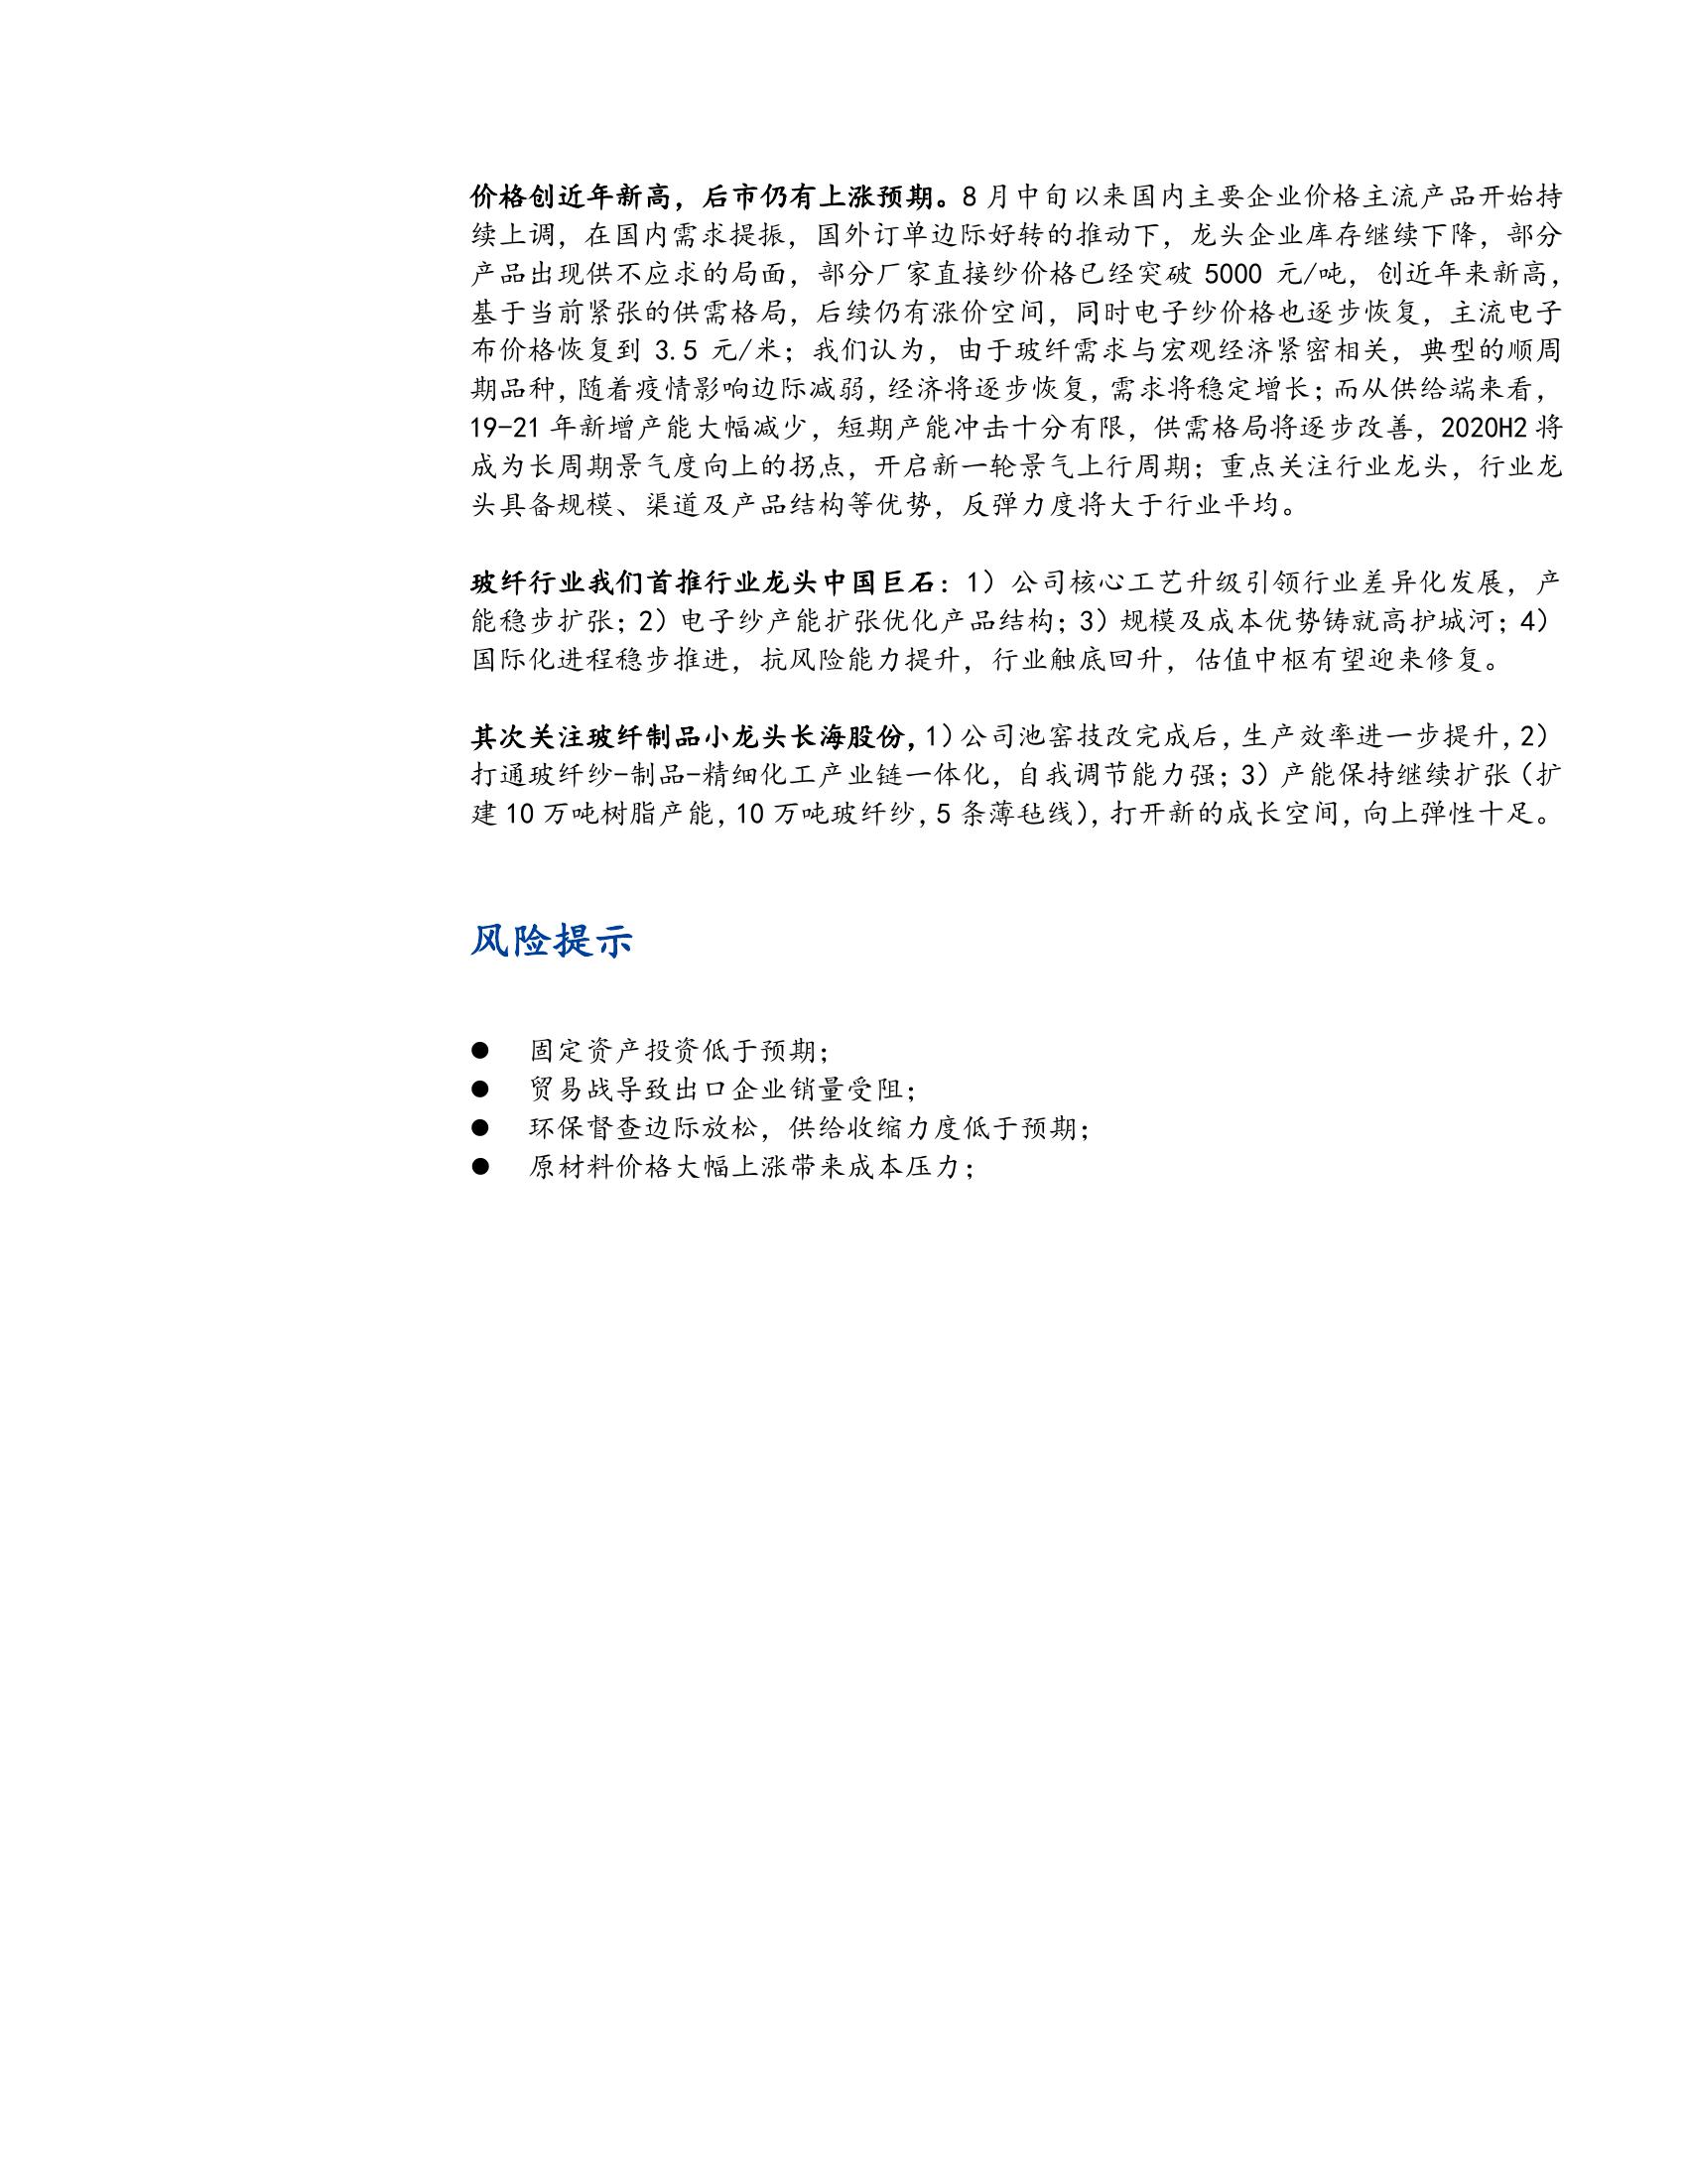 价格创近年新高，后市仍有上涨预期。8 月中旬以来国内主要企业价格主流产品开始持
续上调，在国内需求提振，国外订单边际好转的推动下，龙头企业库存继续下降，部分
产品出现供不应求的局面，部分厂家直接纱价格已经突破 5000 元/吨，创近年来新高，
基于当前紧张的供需格局，后续仍有涨价空间，同时电子纱价格也逐步恢复，主流电子
布价格恢复到 3.5 元/米；我们认为，由于玻纤需求与宏观经济紧密相关，典型的顺周
期品种，随着疫情影响边际减弱，经济将逐步恢复，需求将稳定增长；而从供给端来看，
19-21 年新增产能大幅减少，短期产能冲击十分有限，供需格局将逐步改善，2020H2 将
成为长周期景气度向上的拐点，开启新一轮景气上行周期；重点关注行业龙头，行业龙
头具备规模、渠道及产品结构等优势，反弹力度将大于行业平均。
玻纤行业我们首推行业龙头中国巨石：1）公司核心工艺升级引领行业差异化发展，产
能稳步扩张；2）电子纱产能扩张优化产品结构；3）规模及成本优势铸就高护城河；4）
国际化进程稳步推进，抗风险能力提升，行业触底回升，估值中枢有望迎来修复。
其次关注玻纤制品小龙头长海股份，1）公司池窑技改完成后，生产效率进一步提升，2）
打通玻纤纱-制品-精细化工产业链一体化，自我调节能力强；3）产能保持继续扩张（扩
建 10 万吨树脂产能，10 万吨玻纤纱，5 条薄毡线），打开新的成长空间，向上弹性十足。
风险提示
● 固定资产投资低于预期；
● 贸易战导致出口企业销量受阻；
● 环保督查边际放松，供给收缩力度低于预期；
● 原材料价格大幅上涨带来成本压力；